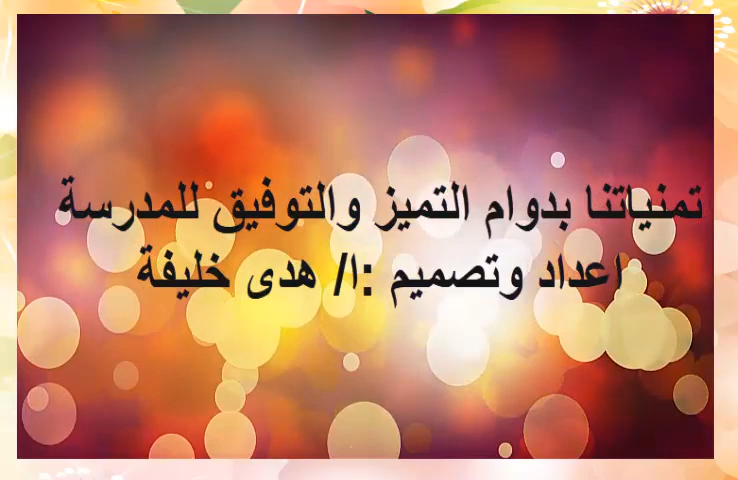 تمنياتنا بدوام التميز والتوفيق للمدرسة
اعداد وتصميم :ا/ هدى خليفة